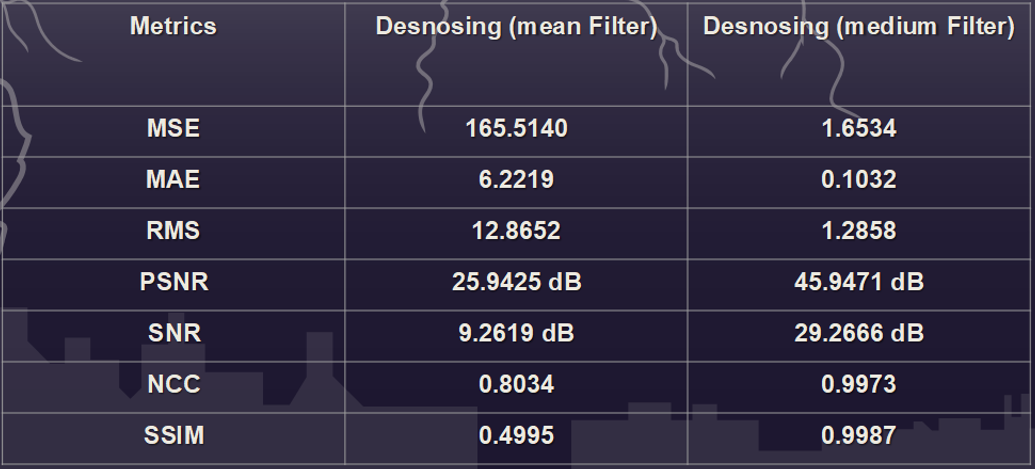 Metrics Desnosing (mean Filter) Desnosing (medium Filter)
MSE 165.5140 1.6534
MAE 6.2219 0.1032
RMS 12.8652 1.2858
PSNR 25.9425 dB 45.9471 dB
SNR 9.2619 dB 29.2666 dB
NCC 0.8034 0.9973
SSIM 0.4995 0.9987